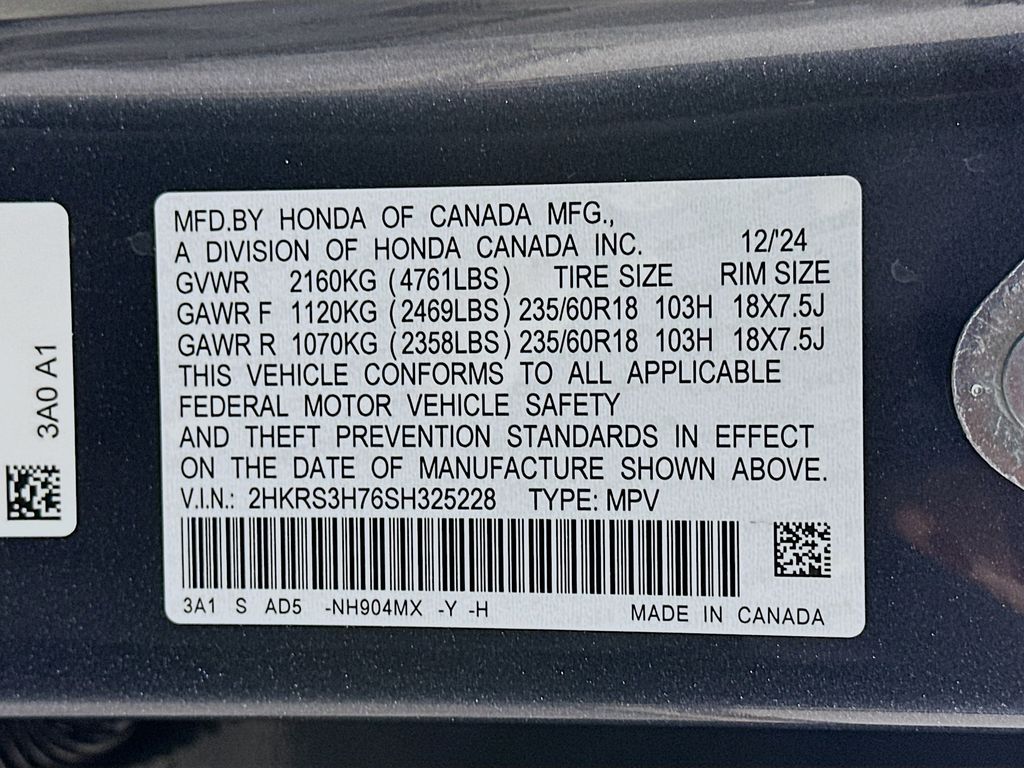 MFD.BY HONDA OF CANADA MFG.,
A DIVISION OF HONDA CANADA INC. 12/'24
GVWR 2160KG (4761LBS) TIRE SIZE RIM SIZE
GAWR F 1120KG (2469LBS) 235/60R18 103H 18X7.5J
GAWR R 1070KG (2358LBS) 235/60R18 103H 18X7.5J
THIS VEHICLE CONFORMS TO ALL APPLICABLE
FEDERAL MOTOR VEHICLE SAFETY
AND THEFT PREVENTION STANDARDS IN EFFECT
ON THE DATE OF MANUFACTURE SHOWN ABOVE.
V.I.N.: 2HKRS3H76SH325228 TYPE: MPV
3A1 S AD5 -NH904MX -Y -H MADE IN CANADA
3A0 A1